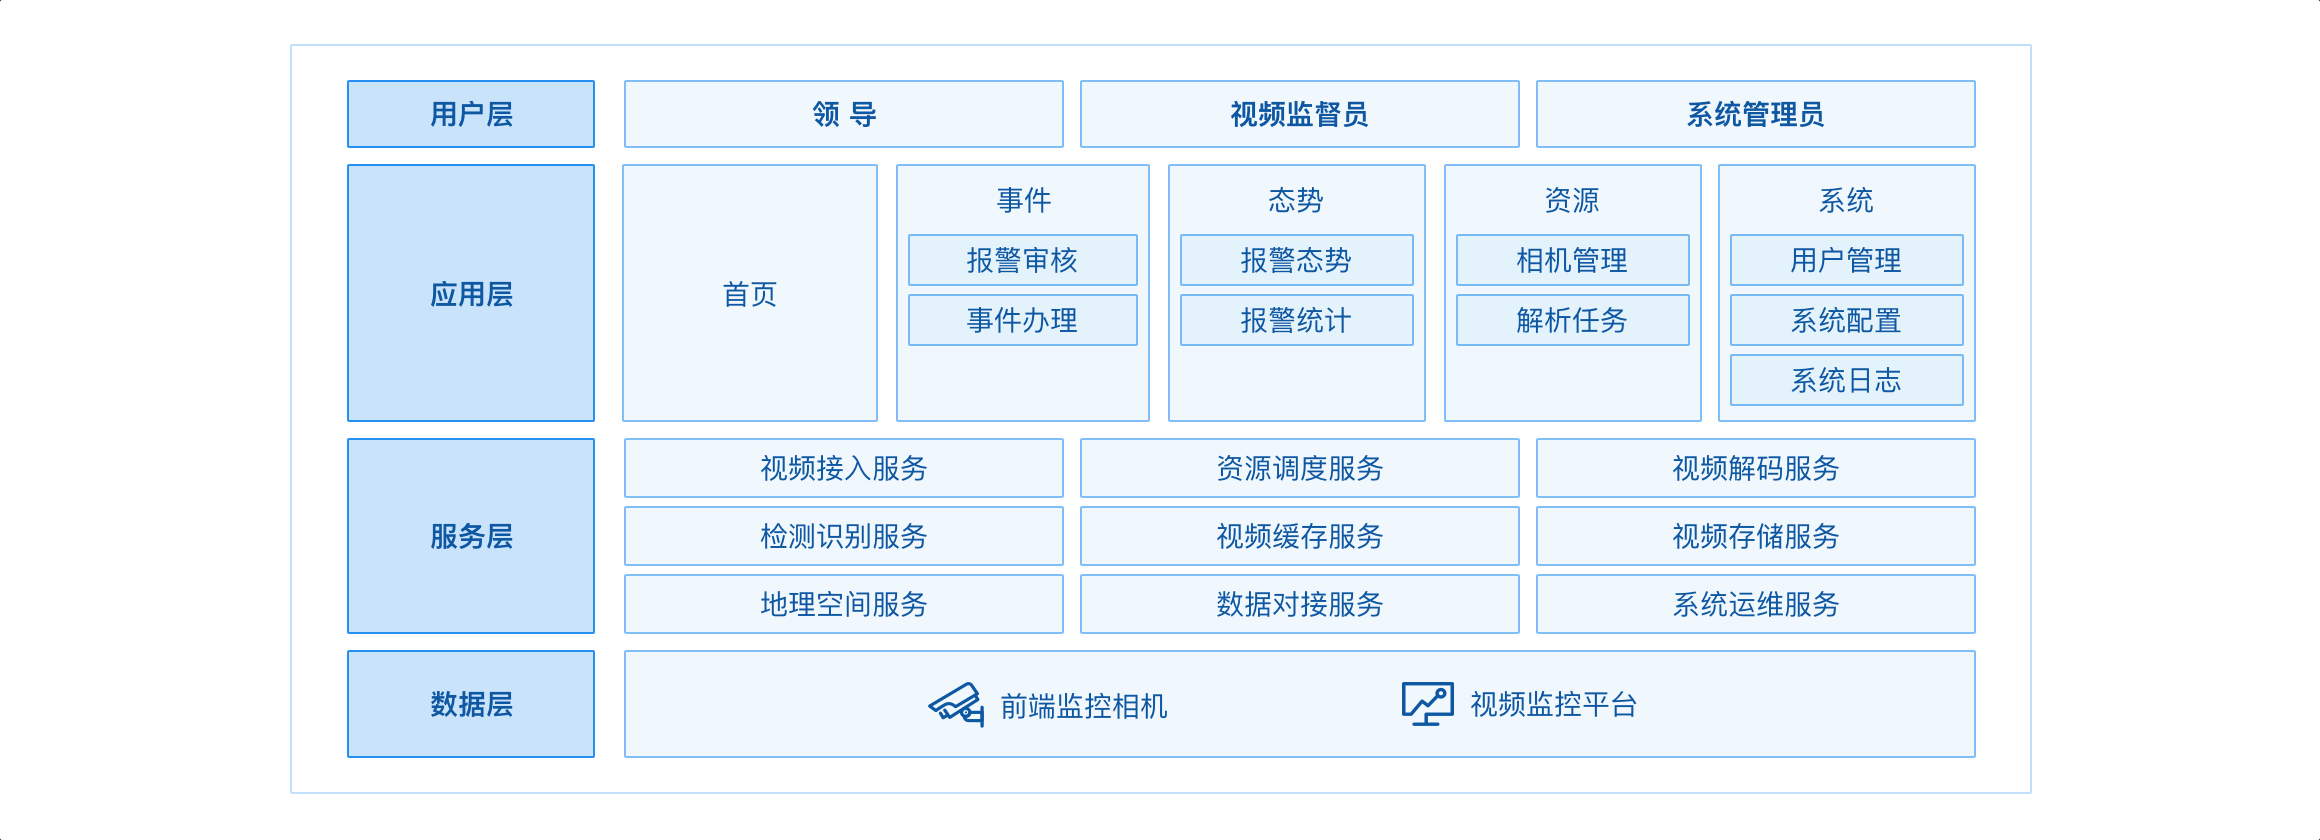 用户层
领 导
视频监督员
系统管理员
应用层
首页
事件
报警审核
事件办理
态势
报警态势
报警统计
资源
相机管理
解析任务
系统
用户管理
系统配置
系统日志
服务层
视频接入服务
资源调度服务
视频解码服务
检测识别服务
视频缓存服务
视频存储服务
地理空间服务
数据对接服务
系统运维服务
数据层
前端监控相机
视频监控平台